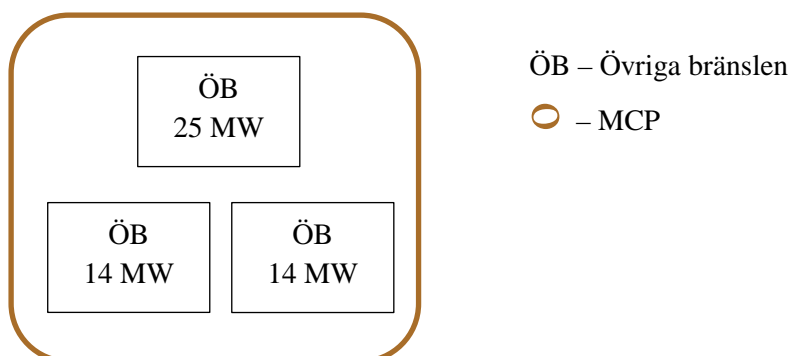 ÖB
25 MW
ÖB
14 MW
ÖB
14 MW
ÖB – Övriga bränslen
– MCP